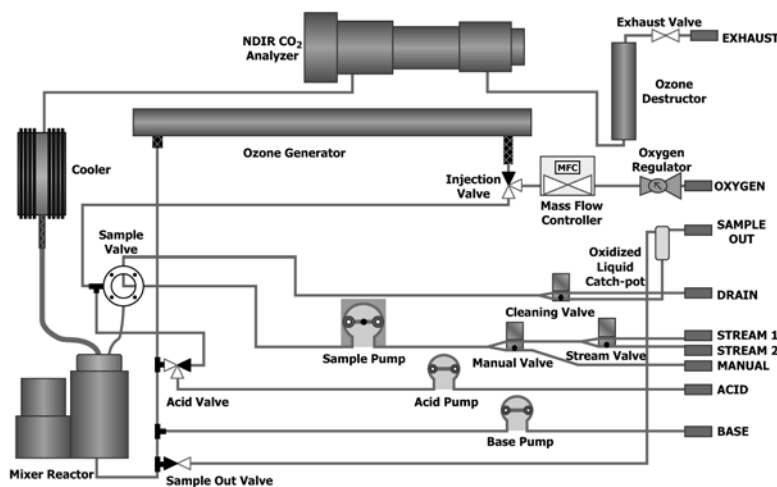 Exhaust Valve
EXHAUST
NDIR CO₂
Analyzer
Ozone
Destructor
Ozone Generator
Cooler
Injection
Valve
MFC
Mass Flow
Controller
Oxygen
Regulator
OXYGEN
Sample
Valve
SAMPLE
OUT
Oxidized
Liquid
Catch-pot
DRAIN
Cleaning Valve
Sample Pump
Manual Valve
Stream Valve
STREAM 1
STREAM 2
MANUAL
Acid Valve
Acid Pump
ACID
Base Pump
BASE
Mixer Reactor
Sample Out Valve